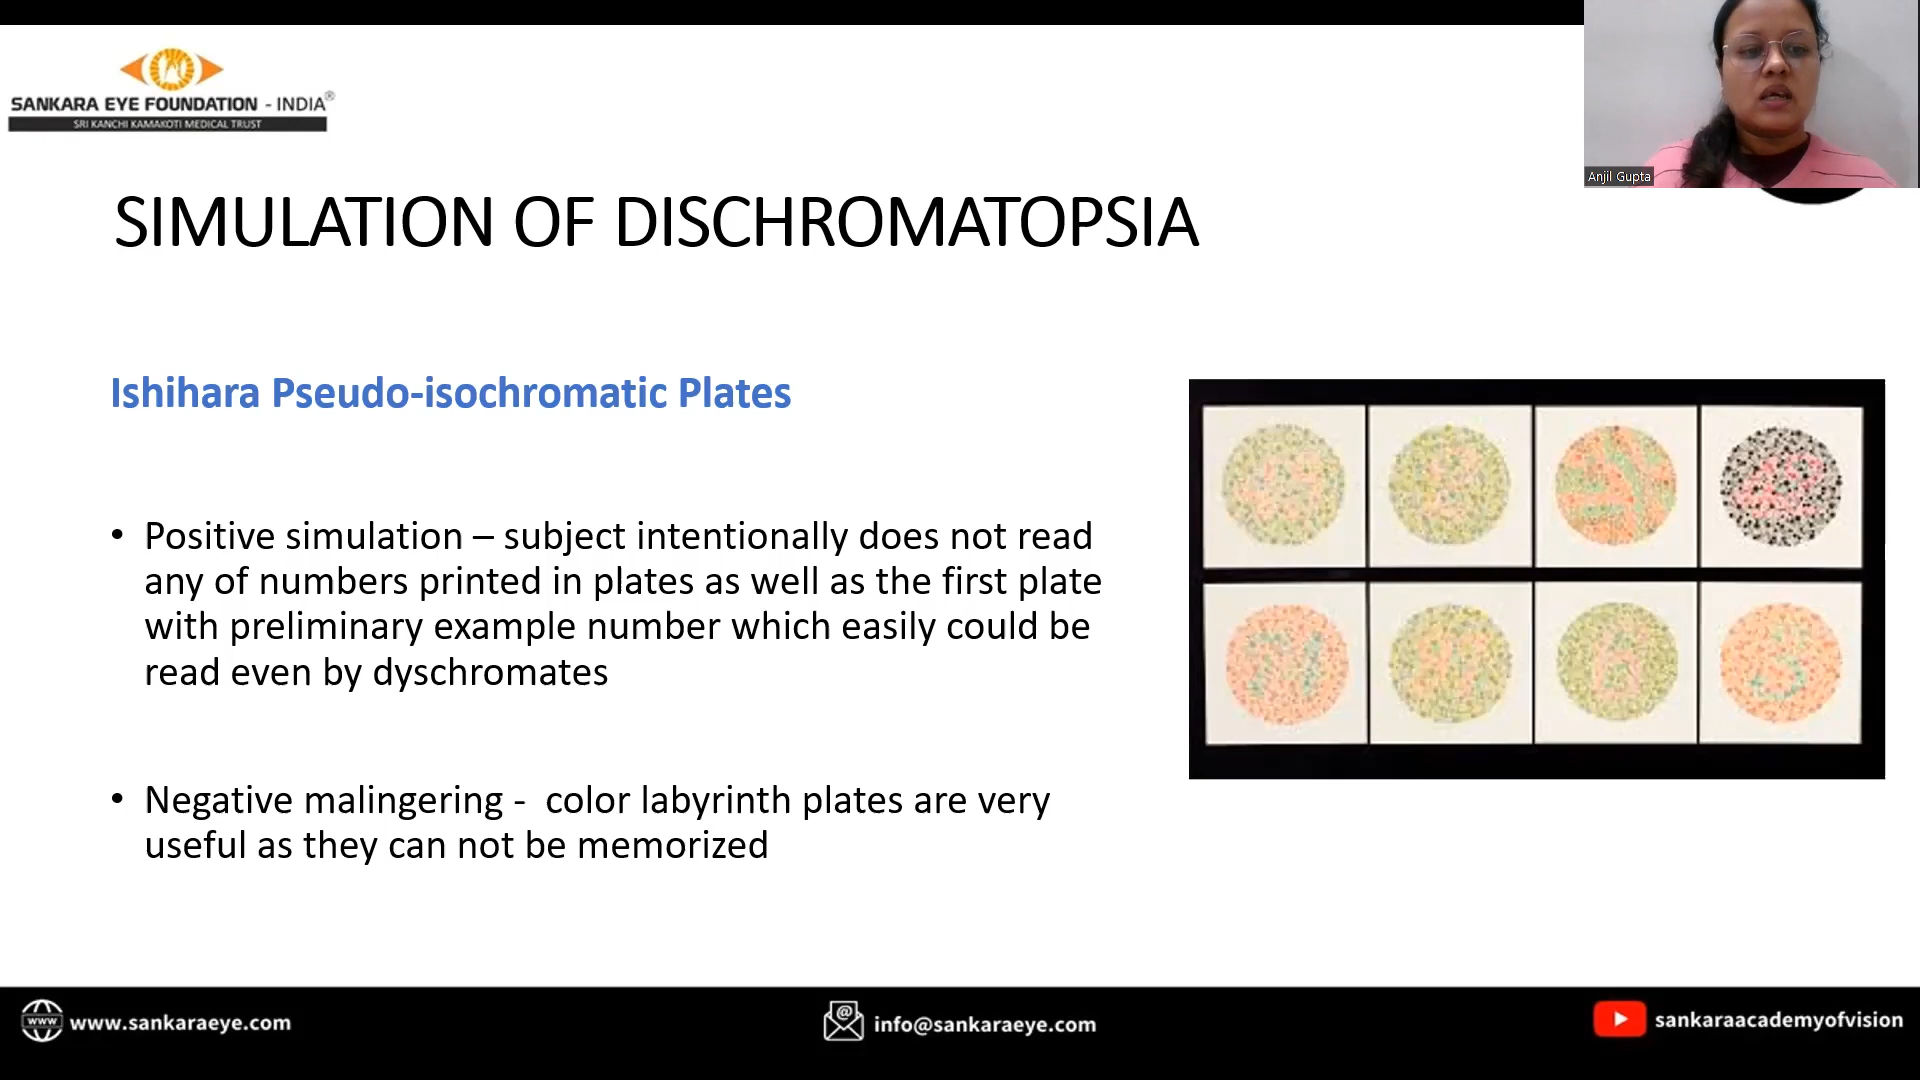 SANKARA EYE FOUNDATION - INDIA®
SRI KANCHI KAMAKOTI MEDICAL TRUST
Anjil Gupta
SIMULATION OF DISCHROMATOPSIA
Ishihara Pseudo-isochromatic Plates
• Positive simulation – subject intentionally does not read
any of numbers printed in plates as well as the first plate
with preliminary example number which easily could be
read even by dyschromates
• Negative malingering -  color labyrinth plates are very
useful as they can not be memorized
www www.sankaraeye.com
@ info@sankaraeye.com
sankaraacademyofvision